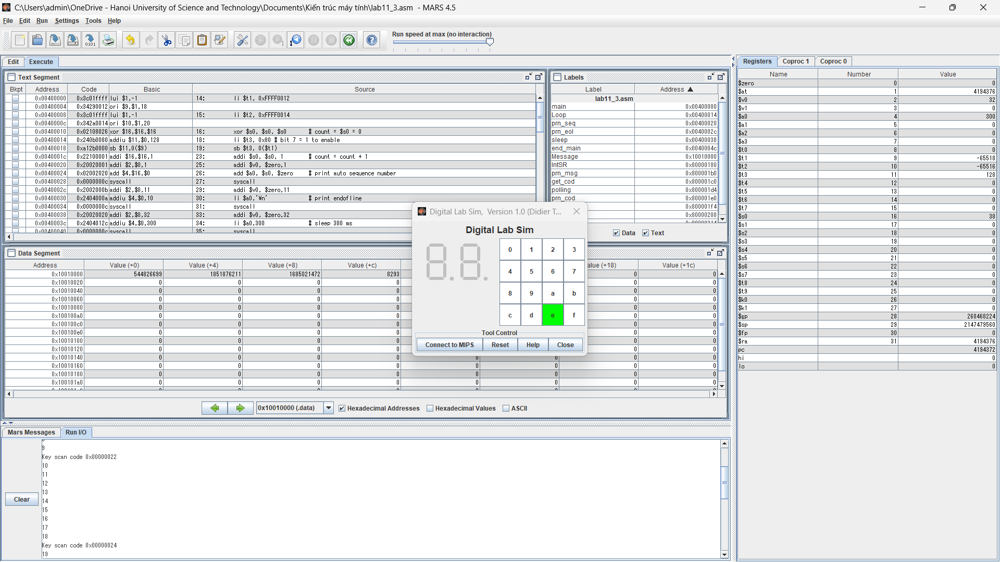 C:\Users\admin\OneDrive - Hanoi University of Science and Technology\Documents\Kiến trúc máy tính\lab11_3.asm - MARS 4.5
File Edit Run Settings Tools Help
Run speed at max (no interaction)
Edit Execute
Text Segment
Bkpt Address Code Basic Source
0x00400000 0x3c01ffff lui $1,-1 14: li $t1, 0xFFFF0012
0x00400004 0x34290012 ori $9,$1,18
0x00400008 0x3c01ffff lui $1,-1 15: li $t2, 0xFFFF0014
0x0040000c 0x342a0014 ori $10,$1,20
0x00400010 0x02108026 xor $16,$16,$16 16: xor $s0, $s0, $s0 # count = $s0 = 0
0x00400014 0x240b0080 addiu $11,$0,128 18: li $t3, 0x80 # bit 7 = 1 to enable
0x00400018 0xa12b0000 sb $11,0($9) 19: sb $t3, 0($t1)
0x0040001c 0x22100001 addi $16,$16,1 23: addi $s0, $s0, 1 # count = count + 1
0x00400020 0x20020001 addi $2,$0,1 25: addi $v0, $zero,1
0x00400024 0x02002020 add $4,$16,$0 26: add $a0, $s0, $zero # print auto sequence number
0x00400028 0x0000000c syscall 27: syscall
0x0040002c 0x2002000b addi $2,$0,11 29: addi $v0, $zero,11
0x00400030 0x2404000a addiu $4,$0,10 30: li $a0,'¥n' # print endofline
0x00400034 0x0000000c syscall 31: syscall
0x00400038 0x20020020 addi $2,$0,32 33: addi $v0, $zero,32
0x0040003c 0x2404012c addiu $4,$0,300 34: li $a0,300 # sleep 300 ms
0x00400040 0x0000000c syscall 35: syscall
Labels
Label Address ▲
lab11_3.asm
main 0x00400000
Loop 0x00400014
prn_seq 0x00400020
prn_eol 0x0040002c
sleep 0x00400038
end_main 0x0040004c
Message 0x10010000
IntSR 0x80000180
prn_msg 0x800001b0
get_cod 0x800001c0
polling 0x800001d4
prn_cod 0x800001e0
0x800001f4
0x80000208
Data Text
Data Segment
Address Value (+0) Value (+4) Value (+8) Value (+c) alue (+18) Value (+1c)
0x10010000 544826699 1851876211 1685021472 8293 0 0
0x10010020 0 0 0 0 0 0
0x10010040 0 0 0 0 0 0
0x10010060 0 0 0 0 0 0
0x10010080 0 0 0 0 0 0
0x100100a0 0 0 0 0 0 0
0x100100c0 0 0 0 0 0 0
0x100100e0 0 0 0 0 0 0
0x10010100 0 0 0 0 0 0
0x10010120 0 0 0 0 0 0
0x10010140 0 0 0 0 0 0 0 0
0x10010160 0 0 0 0 0 0 0 0
0x10010180 0 0 0 0 0 0 0 0
0x100101a0 0 0 0 0 0 0 0 0
0x10010000 (.data) Hexadecimal Addresses Hexadecimal Values ASCII
Digital Lab Sim, Version 1.0 (Didier T...
Digital Lab Sim
8.8.
0 1 2 3
4 5 6 7
8 9 a b
c d e f
Tool Control
Connect to MIPS Reset Help Close
Mars Messages Run I/O
Clear
9
Key scan code 0x00000022
10
11
12
13
14
15
16
17
18
Key scan code 0x00000024
19
Registers Coproc 1 Coproc 0
Name Number Value
$zero 0 0
$at 1 4194376
$v0 2 32
$v1 3 0
$a0 4 300
$a1 5 0
$a2 6 0
$a3 7 0
$t0 8 0
$t1 9 -65518
$t2 10 -65516
$t3 11 128
$t4 12 0
$t5 13 0
$t6 14 0
$t7 15 0
$s0 16 38
$s1 17 0
$s2 18 0
$s3 19 0
$s4 20 0
$s5 21 0
$s6 22 0
$s7 23 0
$t8 24 0
$t9 25 0
$k0 26 0
$k1 27 0
$gp 28 268468224
$sp 29 2147479560
$fp 30 0
$ra 31 4194376
pc 4194372
hi 0
lo 0